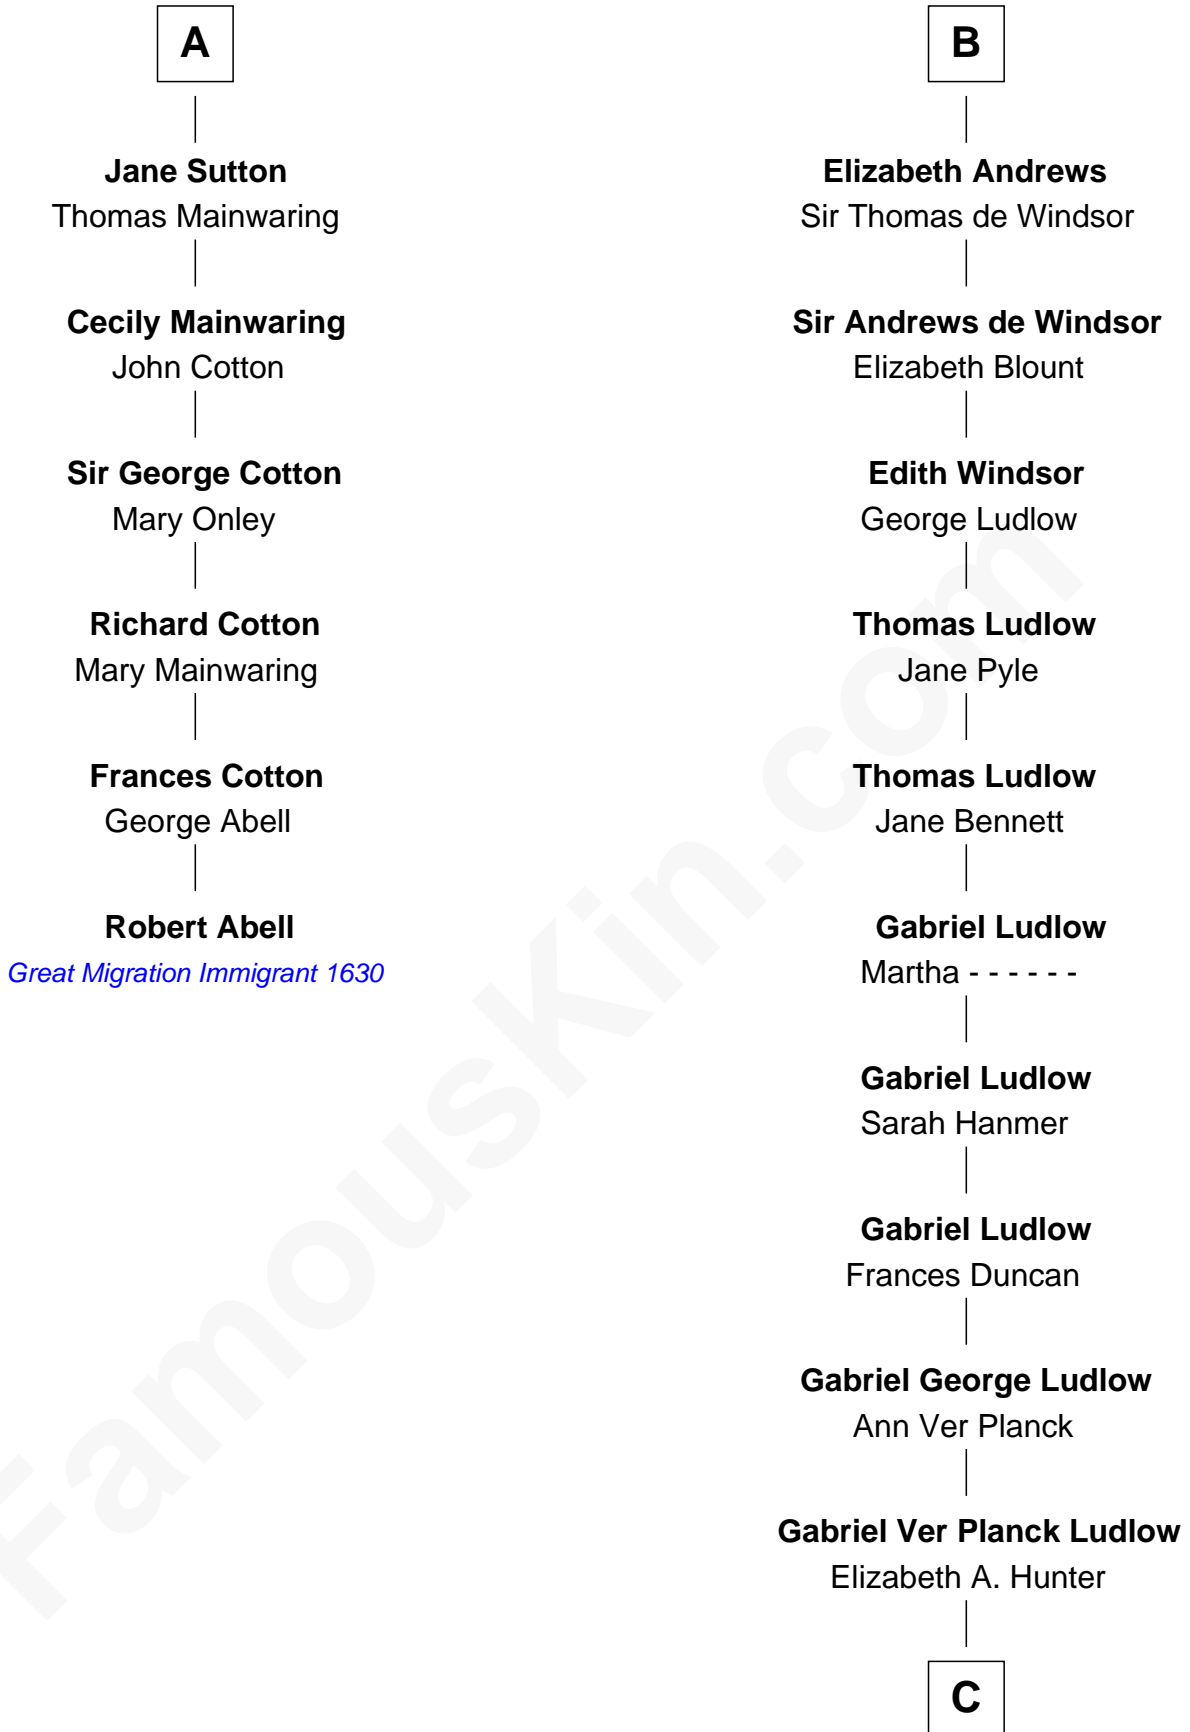 A
Jane Sutton
Thomas Mainwaring
Cecily Mainwaring
John Cotton
Sir George Cotton
Mary Onley
Richard Cotton
Mary Mainwaring
Frances Cotton
George Abell
Robert Abell
Great Migration Immigrant 1630
B
Elizabeth Andrews
Sir Thomas de Windsor
Sir Andrews de Windsor
Elizabeth Blount
Edith Windsor
George Ludlow
Thomas Ludlow
Jane Pyle
Thomas Ludlow
Jane Bennett
Gabriel Ludlow
Martha - - - - - -
Gabriel Ludlow
Sarah Hanmer
Gabriel Ludlow
Frances Duncan
Gabriel George Ludlow
Ann Ver Planck
Gabriel Ver Planck Ludlow
Elizabeth A. Hunter
C
FamousKin.com